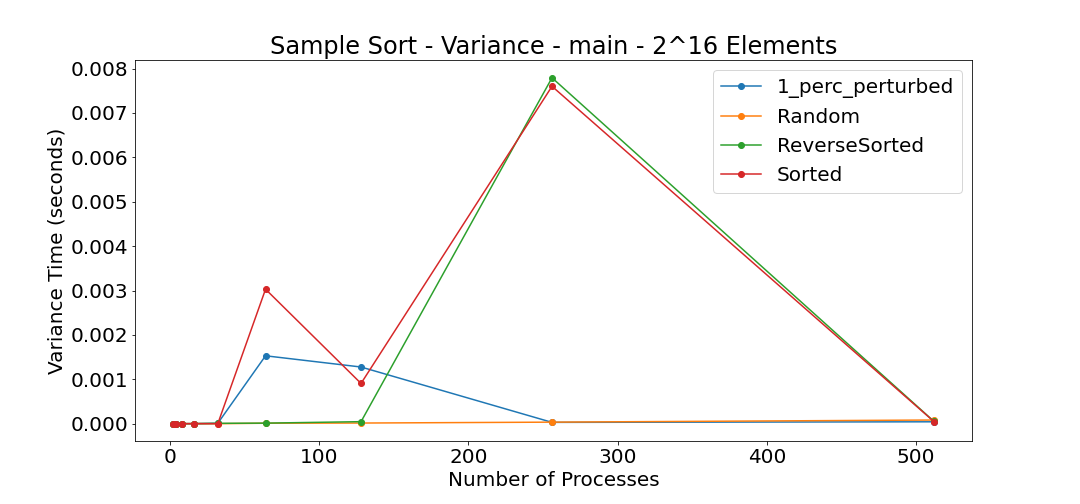 Sample Sort - Variance - main - 2^16 Elements
Variance Time (seconds)
0.008
0.007
0.006
0.005
0.004
0.003
0.002
0.001
0.000
1_perc_perturbed
Random
ReverseSorted
Sorted
0
100
200
300
400
500
Number of Processes